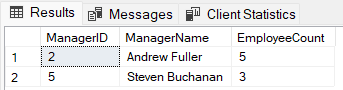 Results Messages Client Statistics
ManagerID ManagerName EmployeeCount
1 2 Andrew Fuller 5
2 5 Steven Buchanan 3